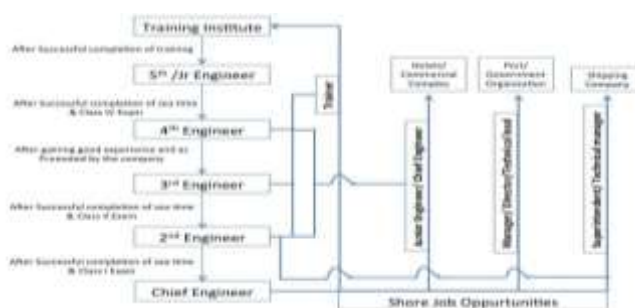 Training Institute
After Successful completion of training
5th /Jr Engineer
After Successful completion of sea time
& Class IV Exam
4th Engineer
After gaining good experience and as
Promoted by the company
3rd Engineer
After Successful completion of sea time
& Class II Exam
2nd Engineer
After Successful completion of sea time
& Class I Exam
Chief Engineer
Trainer
Hotels/
Commercial
Complex
Port/
Government
Organization
Shipping
Company
Junior Engineer/ Chief Engineer
Manager/ Director/Technical head
Superintendent/ Technical manager
Shore Job Oppurtunities